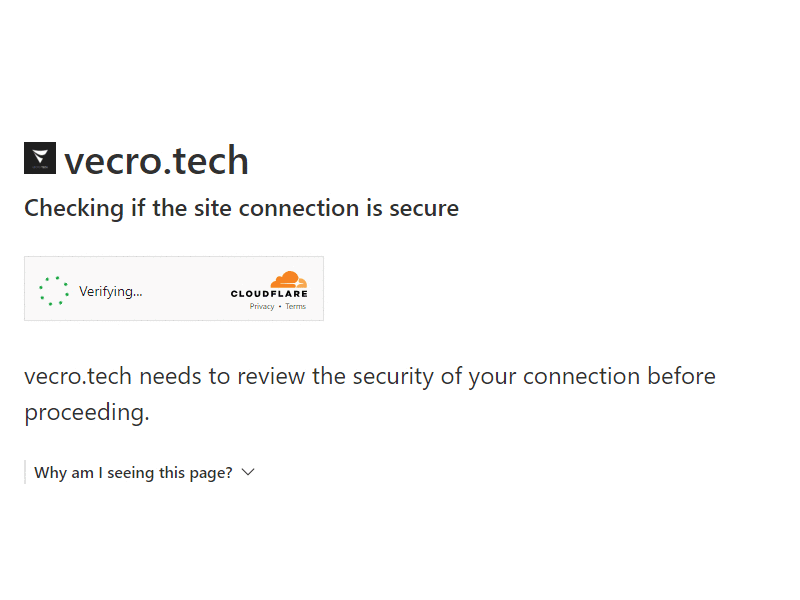 vecro.tech
Checking if the site connection is secure
Verifying...
CLOUDFLARE
Privacy • Terms
vecro.tech needs to review the security of your connection before
proceeding.
Why am I seeing this page?